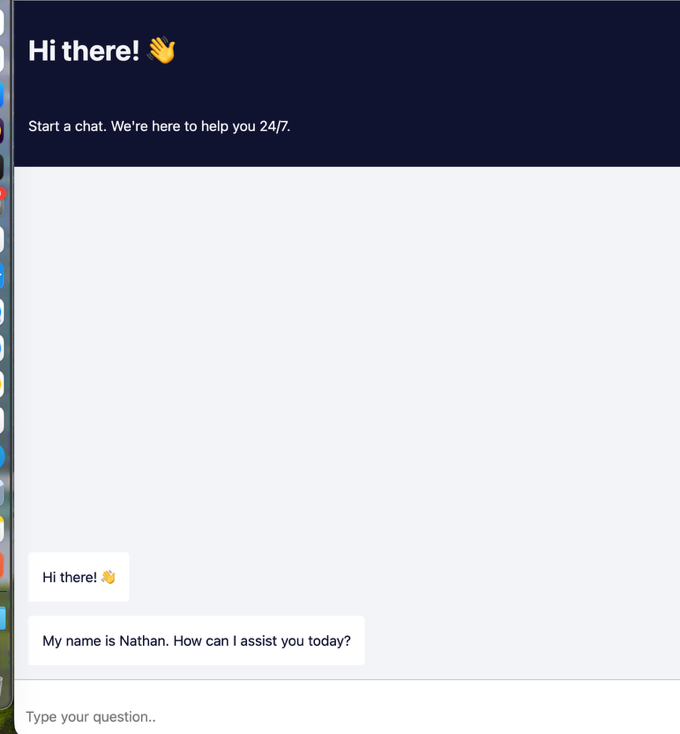 Hi there! 👋
Start a chat. We're here to help you 24/7.
Hi there! 👋
My name is Nathan. How can I assist you today?
Type your question..